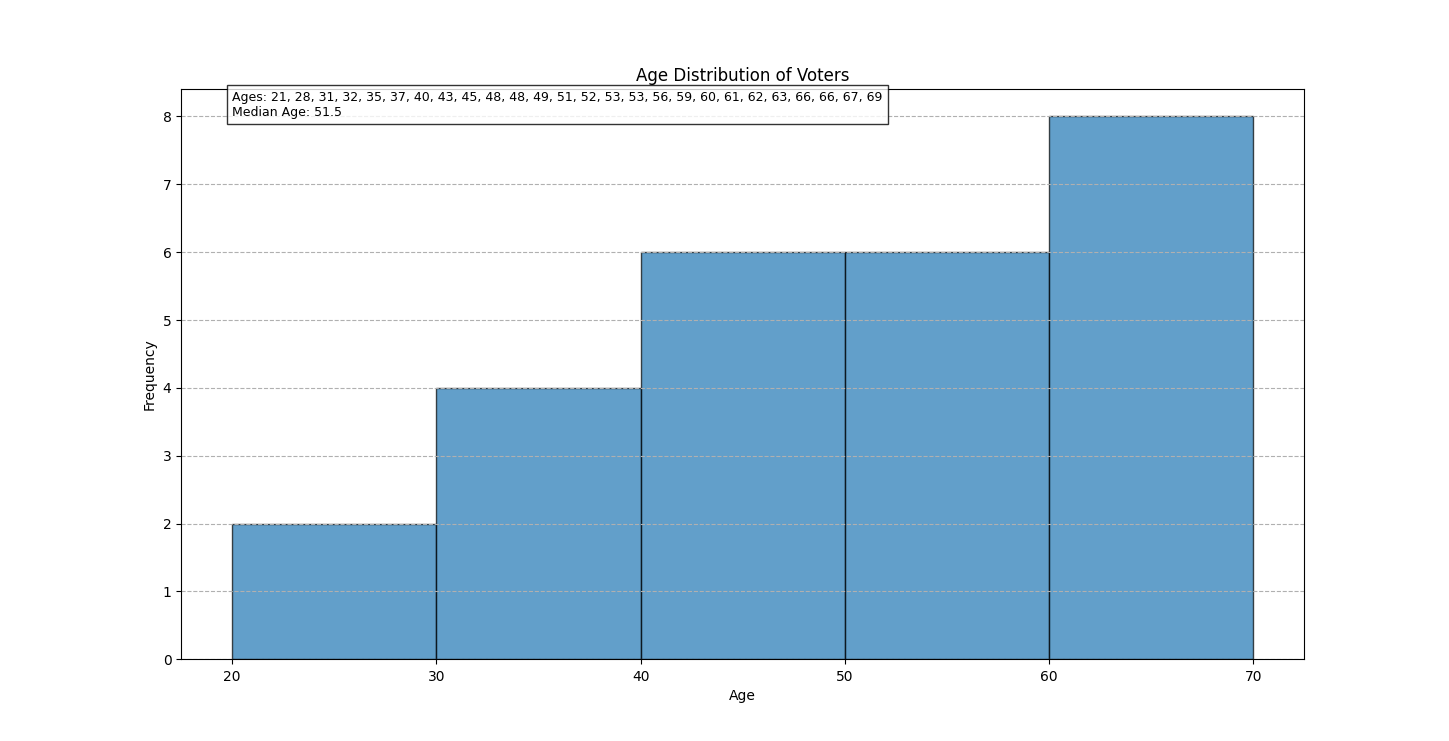 Age Distribution of Voters
Ages: 21, 28, 31, 32, 35, 37, 40, 43, 45, 48, 48, 49, 51, 52, 53, 53, 56, 59, 60, 61, 62, 63, 66, 66, 67, 69
Median Age: 51.5
8
7
6
5
4
3
2
1
0
Frequency
20 30 40 50 60 70
Age